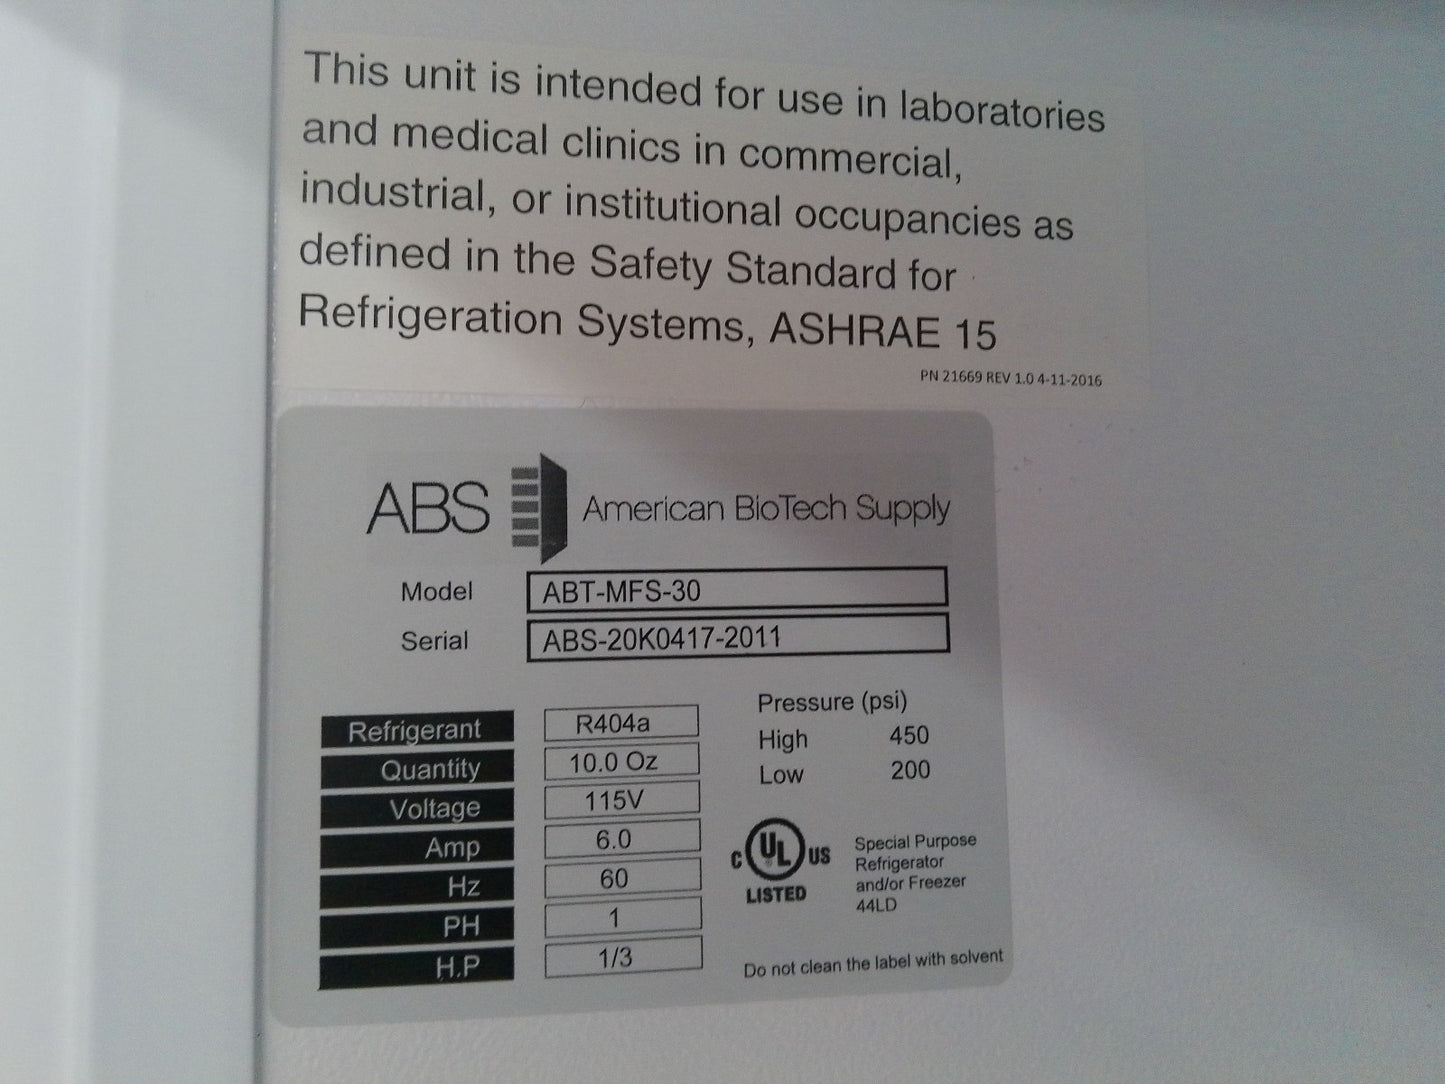 This unit is intended for use in laboratories
and medical clinics in commercial,
industrial, or institutional occupancies as
defined in the Safety Standard for
Refrigeration Systems, ASHRAE 15
PN 21669 REV 1.0 4-11-2016
ABS American BioTech Supply
Model ABT-MFS-30
Serial ABS-20K0417-2011
Refrigerant R404a
Quantity 10.0 Oz
Voltage 115V
Amp 6.0
Hz 60
PH 1
H.P 1/3
Pressure (psi)
High 450
Low 200
C UL US
LISTED
Special Purpose
Refrigerator
and/or Freezer
44LD
Do not clean the label with solvent